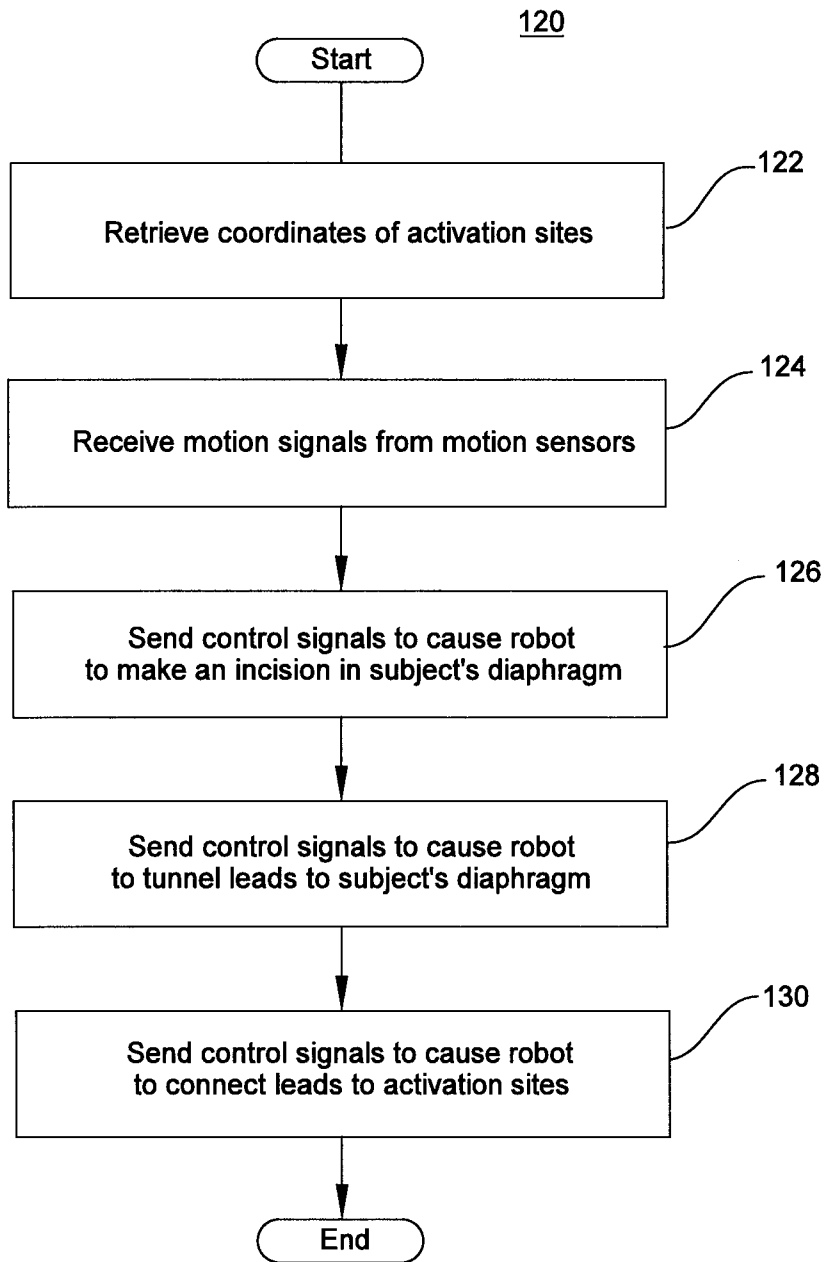 120
Start
122
Retrieve coordinates of activation sites
124
Receive motion signals from motion sensors
126
Send control signals to cause robot
to make an incision in subject's diaphragm
128
Send control signals to cause robot
to tunnel leads to subject's diaphragm
130
Send control signals to cause robot
to connect leads to activation sites
End